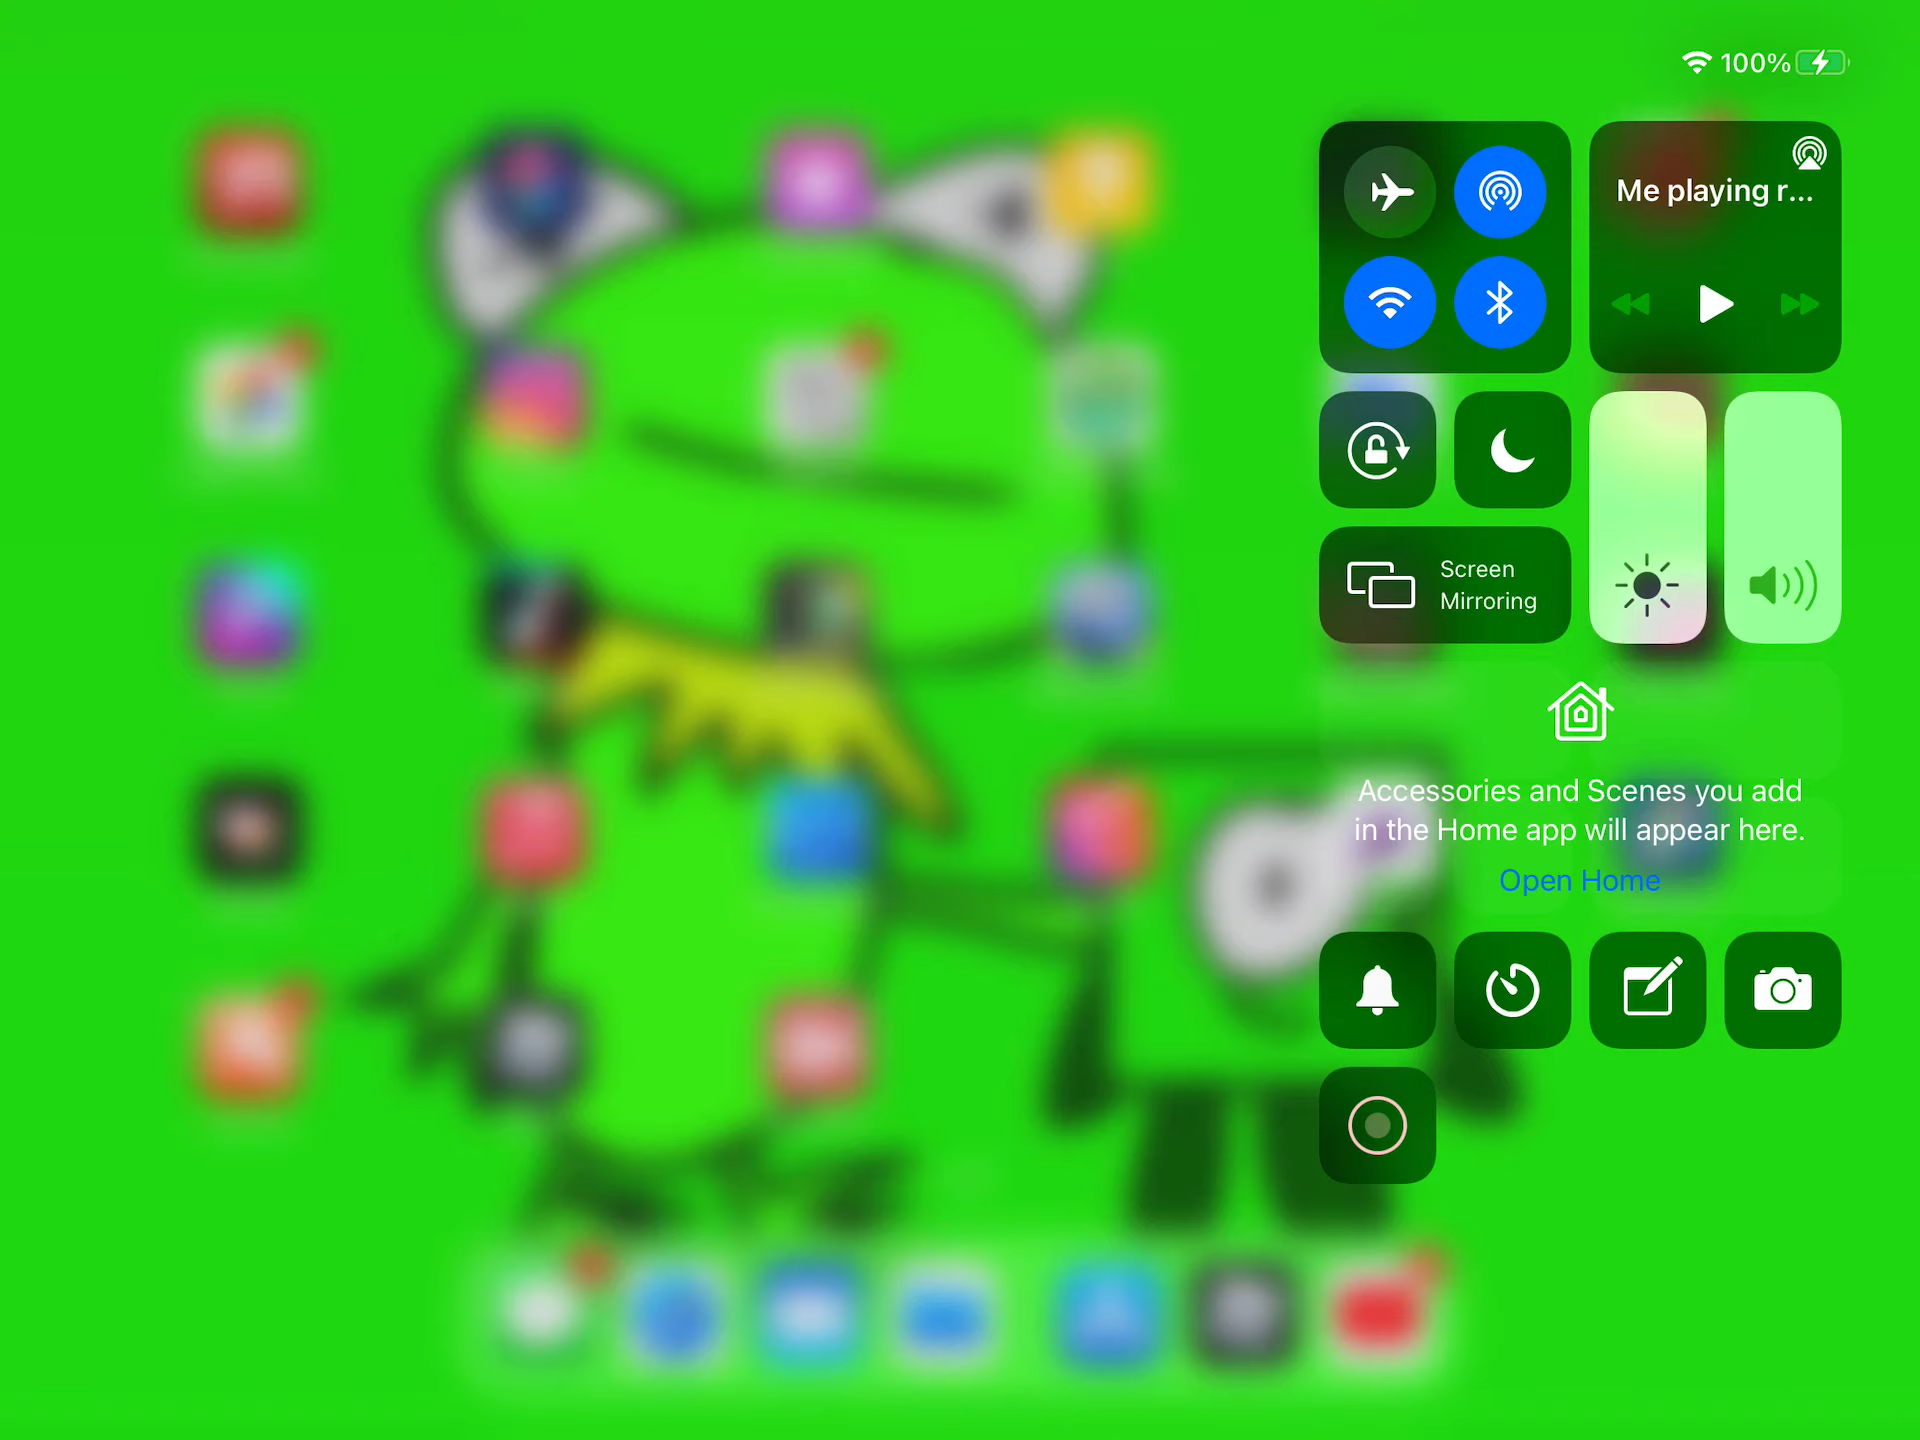 100%
Me playing r...
Screen
Mirroring
Accessories and Scenes you add
in the Home app will appear here.
Open Home